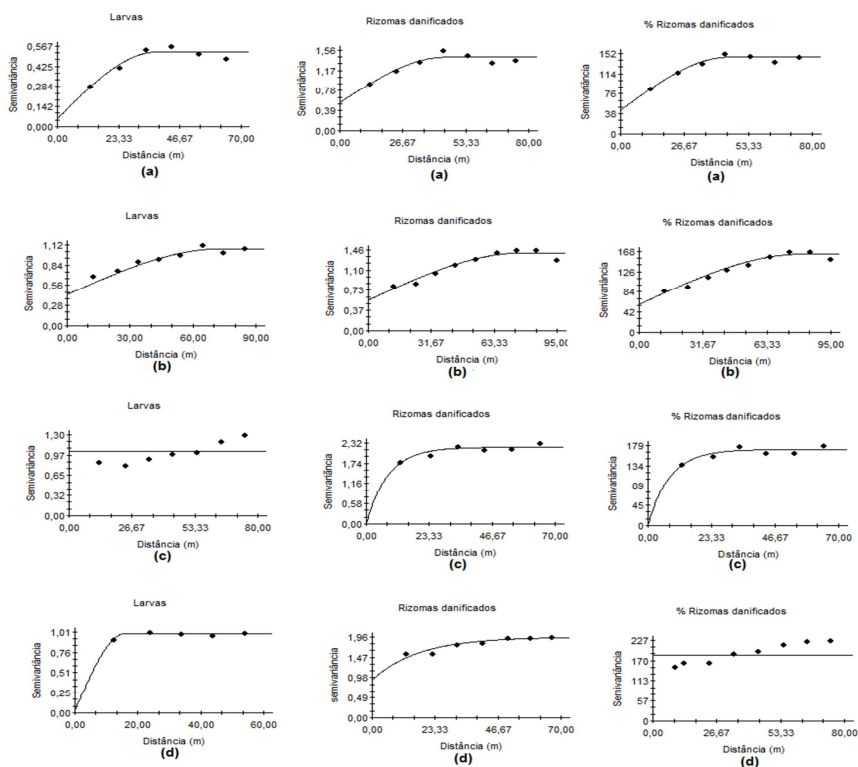 Larvas
Semivariância
0,567
0,425
0,284
0,142
0,000
0,00 23,33 46,67 70,00
Distância (m)
(a)
Rizomas danificados
Semivariância
1,56
1,17
0,78
0,39
0,00
0,00 26,67 53,33 80,00
Distância (m)
(a)
% Rizomas danificados
Semivariância
152
114
76
38
0
0,00 26,67 53,33 80,00
Distância (m)
(a)
Larvas
Semivariância
1,12
0,84
0,56
0,28
0,00
0,00 30,00 60,00 90,00
Distância (m)
(b)
Rizomas danificados
Semivariância
1,46
1,10
0,73
0,37
0,00
0,00 31,67 63,33 95,00
Distância (m)
(b)
% Rizomas danificados
Semivariância
168
126
84
42
0
0,00 31,67 63,33 95,00
Distância (m)
(b)
Larvas
Semivariância
1,30
0,97
0,65
0,32
0,00
0,00 26,67 53,33 80,00
Distância (m)
(c)
Rizomas danificados
Semivariância
2,32
1,74
1,16
0,58
0,00
0,00 23,33 46,67 70,00
Distância (m)
(c)
% Rizomas danificados
Semivariância
179
134
89
45
0
0,00 23,33 46,67 70,00
Distância (m)
(c)
Larvas
Semivariância
1,01
0,76
0,51
0,25
0,00
0,00 20,00 40,00 60,00
Distância (m)
(d)
Rizomas danificados
semivariância
1,96
1,47
0,98
0,49
0,00
0,00 23,33 46,67 70,00
Distância (m)
(d)
% Rizomas danificados
Semivariância
227
170
113
57
0
0,00 26,67 53,33 80,00
Distância (m)
(d)